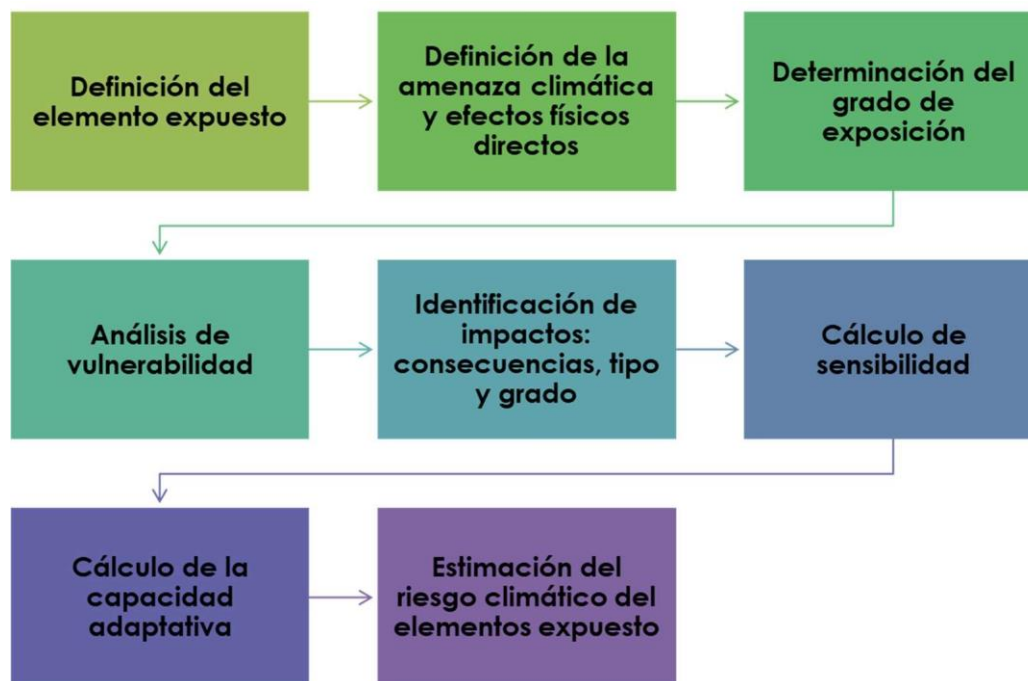 Definición del
elemento expuesto
Definición de la
amenaza climática
y efectos físicos
directos
Determinación del
grado de
exposición
Análisis de
vulnerabilidad
Identificación de
impactos:
consecuencias, tipo
y grado
Cálculo de
sensibilidad
Cálculo de la
capacidad
adaptativa
Estimación del
riesgo climático del
elementos expuesto